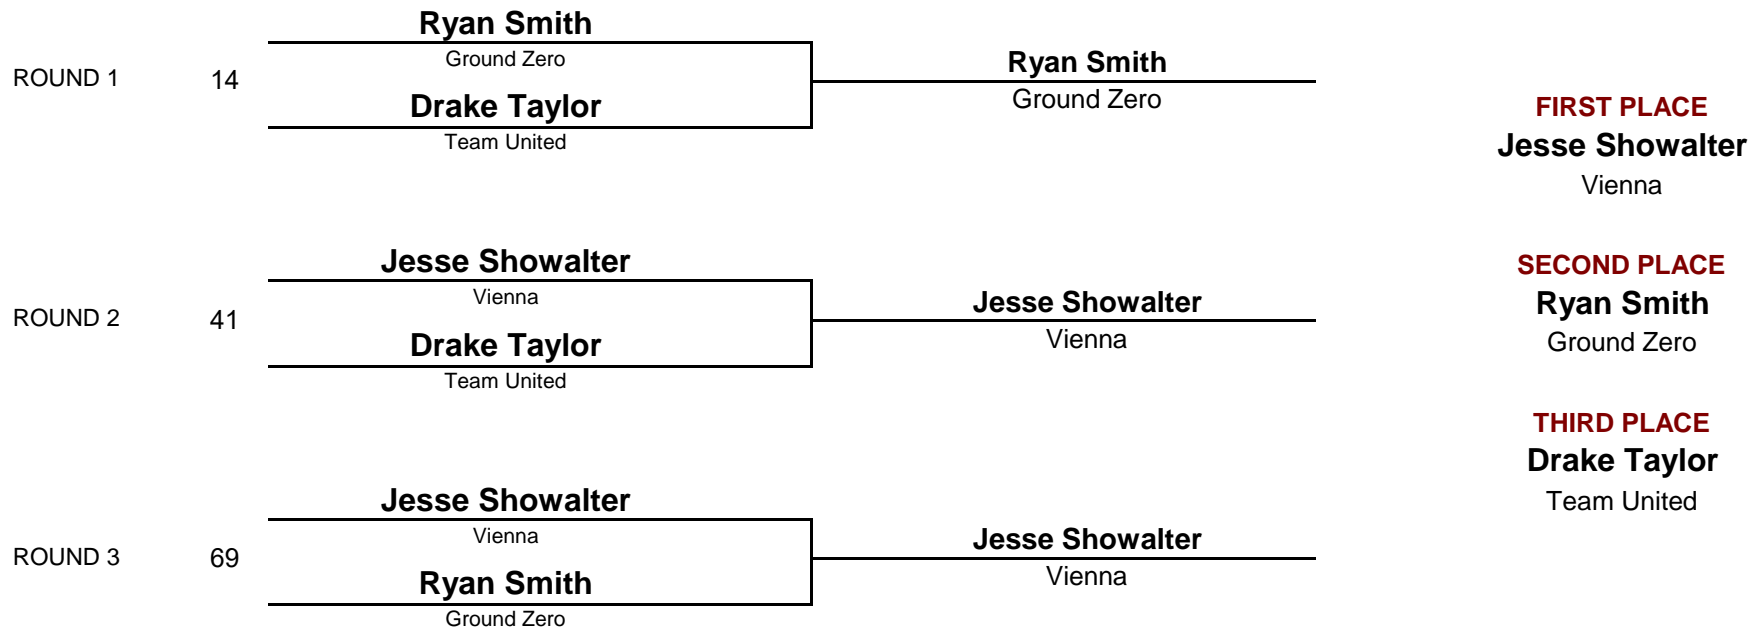 Ryan Smith
Ground Zero
ROUND 1
14
Drake Taylor
Team United
Ryan Smith
Ground Zero
Jesse Showalter
Vienna
ROUND 2
41
Drake Taylor
Team United
Jesse Showalter
Vienna
Jesse Showalter
Vienna
ROUND 3
69
Ryan Smith
Ground Zero
Jesse Showalter
Vienna
FIRST PLACE
Jesse Showalter
Vienna
SECOND PLACE
Ryan Smith
Ground Zero
THIRD PLACE
Drake Taylor
Team United